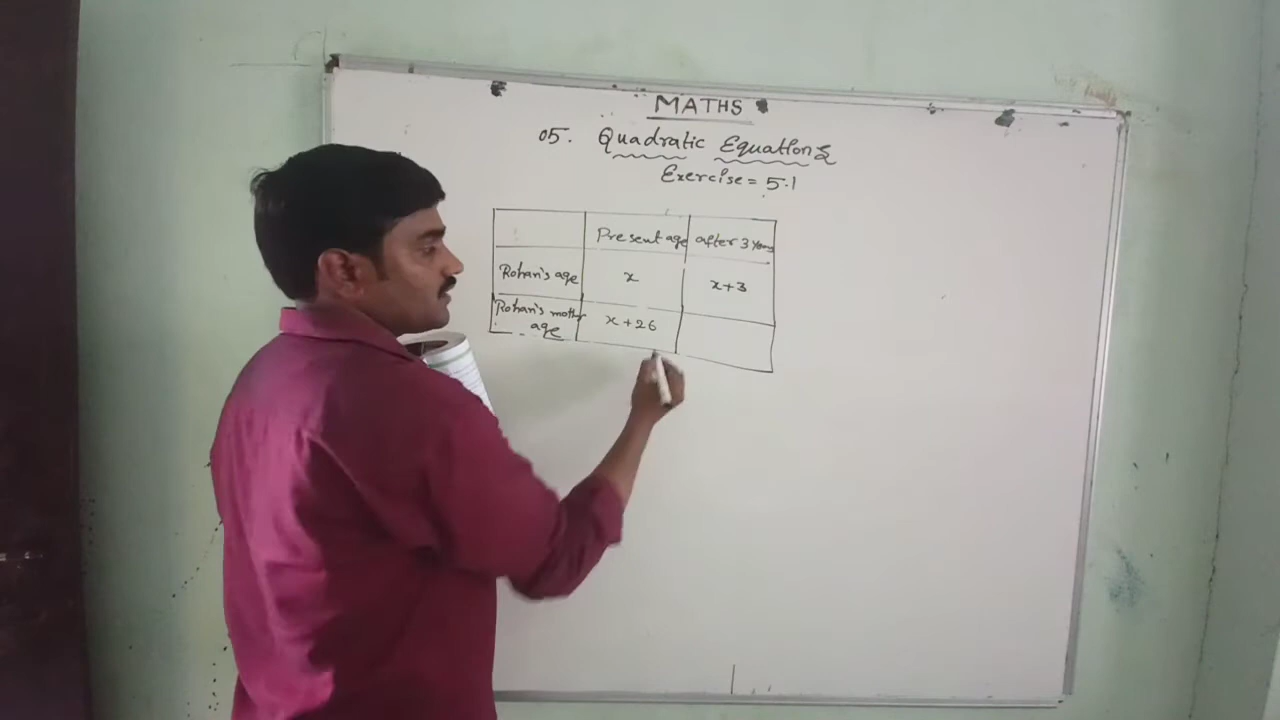 MATHS
05. Quadratic Equations
Exercise = 5.1
Present age after 3 years
Rohan's age x x+3
Rohan's mother age x+26